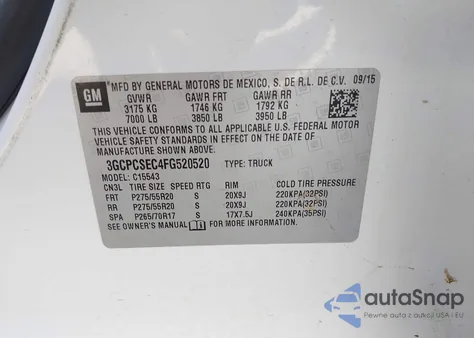 GM
MFD BY GENERAL MOTORS DE MEXICO, S. DE R.L. DE C.V. 09/15
GVWR GAWR FRT GAWR RR
3175 KG 1746 KG 1792 KG
7000 LB 3850 LB 3950 LB
THIS VEHICLE CONFORMS TO ALL APPLICABLE U.S. FEDERAL MOTOR
VEHICLE SAFETY STANDARDS IN EFFECT ON THE DATE OF
MANUFACTURE SHOWN ABOVE.
3GCPCSEC4FG520520 TYPE: TRUCK
MODEL: C15543
CN3L TIRE SIZE SPEED RTG RIM COLD TIRE PRESSURE
FRT P275/55R20 S 20X9J 220KPA(32PSI)
RR P275/55R20 S 20X9J 220KPA(32PSI)
SPA P265/70R17 S 17X7.5J 240KPA(35PSI)
SEE OWNER'S MANUAL FOR MORE INFORMATION.
autoSnap
Pewne auto z aukcji USA i EU